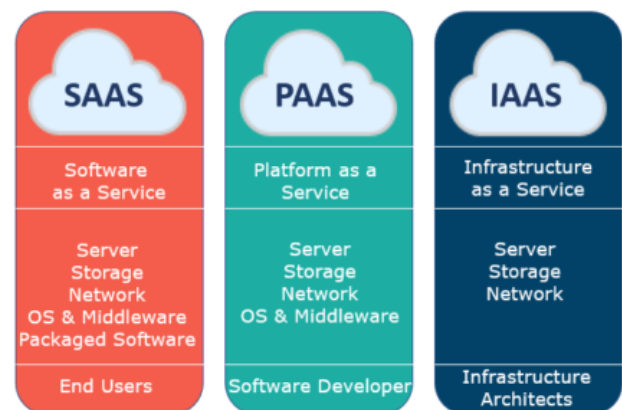 SAAS
Software
as a Service
Server
Storage
Network
OS & Middleware
Packaged Software
End Users
PAAS
Platform as a
Service
Server
Storage
Network
OS & Middleware
Software Developer
IAAS
Infrastructure
as a Service
Server
Storage
Network
Infrastructure
Architects